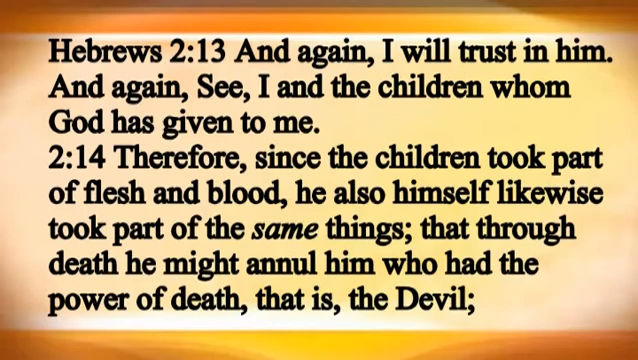 Hebrews 2:13 And again, I will trust in him.
And again, See, I and the children whom
God has given to me.
2:14 Therefore, since the children took part
of flesh and blood, he also himself likewise
took part of the same things; that through
death he might annul him who had the
power of death, that is, the Devil;